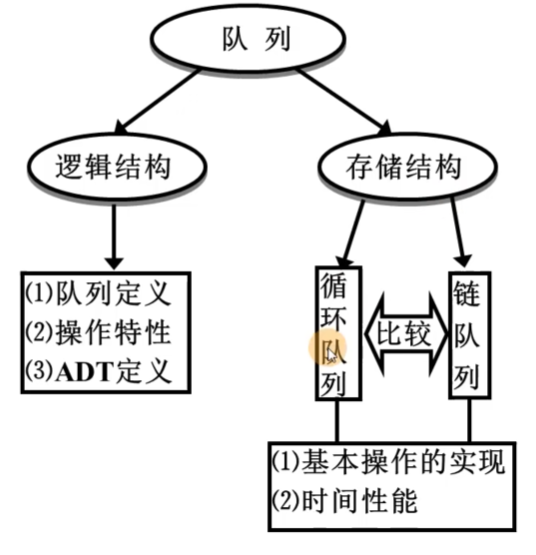 队 列
逻辑结构
存储结构
⑴队列定义
⑵操作特性
⑶ADT定义
循环队列
比较
链队列
⑴基本操作的实现
⑵时间性能